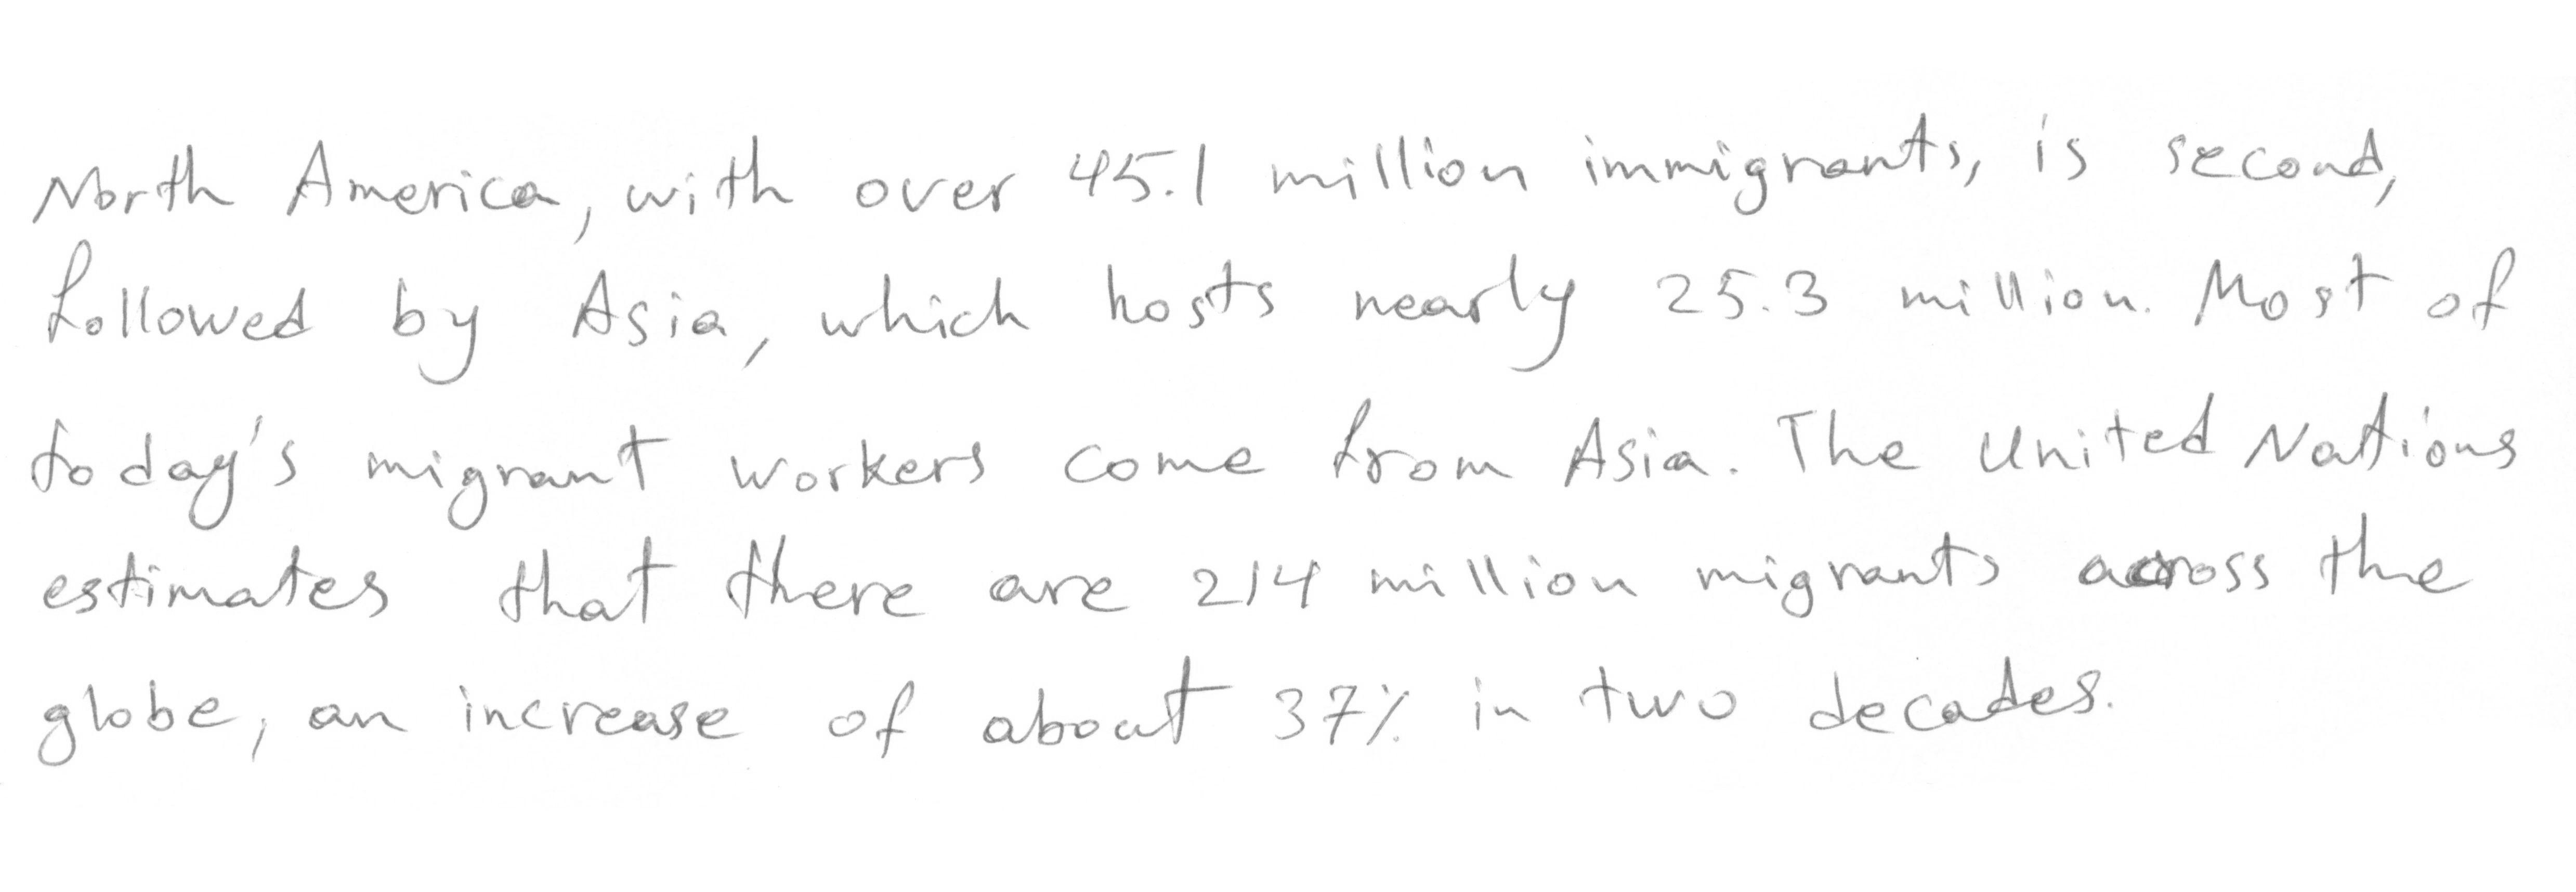 North America, with over 45.1 million immigrants, is second,
followed by Asia, which hosts nearly 25.3 million. Most of
today's migrant workers come from Asia. The United Nations
estimates that there are 214 million migrants across the
globe, an increase of about 37% in two decades.